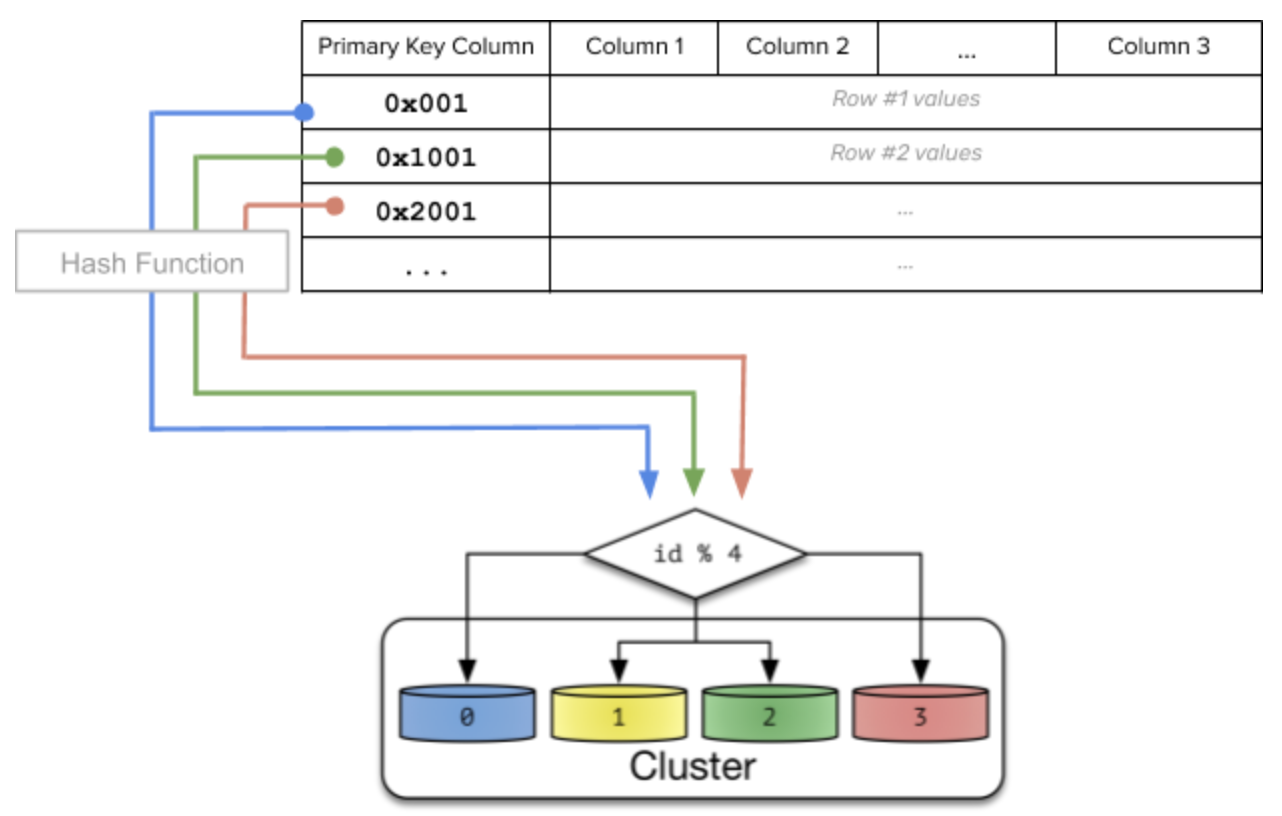 Primary Key Column Column 1 Column 2 ... Column 3
0x001 Row #1 values
0x1001 Row #2 values
0x2001 ...
Hash Function
... ...
id % 4
0 1 2 3
Cluster